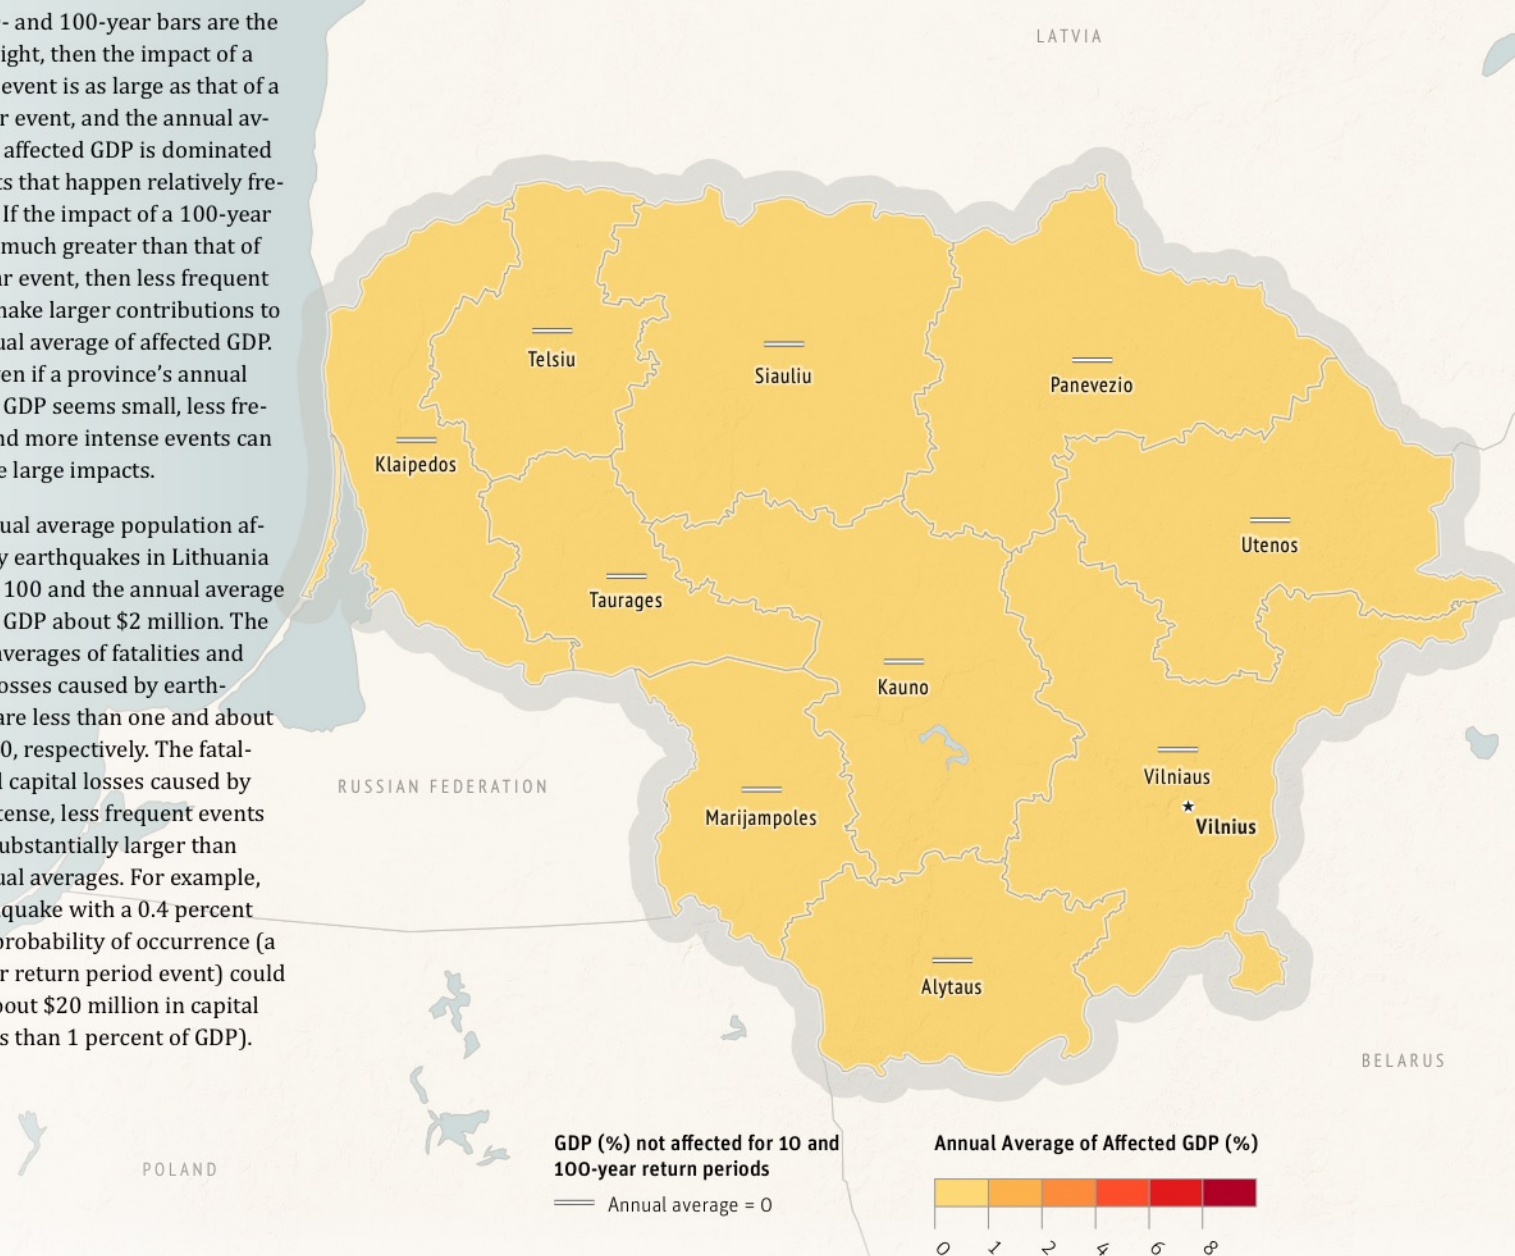 - and 100-year bars are the
ight, then the impact of a
event is as large as that of a
r event, and the annual av-
affected GDP is dominated
ts that happen relatively fre-
If the impact of a 100-year
much greater than that of
ar event, then less frequent
make larger contributions to
ual average of affected GDP.
en if a province’s annual
GDP seems small, less fre-
nd more intense events can
e large impacts.
ual average population af-
y earthquakes in Lithuania
100 and the annual average
GDP about $2 million. The
averages of fatalities and
osses caused by earth-
are less than one and about
0, respectively. The fatal-
l capital losses caused by
tense, less frequent events
substantially larger than
ual averages. For example,
quake with a 0.4 percent
probability of occurrence (a
r return period event) could
bout $20 million in capital
s than 1 percent of GDP).
LATVIA
Telsiu
Siauliu
Panevezio
Klaipedos
Utenos
Taurages
Kauno
RUSSIAN FEDERATION
Vilniaus
Marijampoles
Vilnius
Alytaus
BELARUS
POLAND
GDP (%) not affected for 10 and
100-year return periods
Annual average = 0
Annual Average of Affected GDP (%)
0 1 2 4 6 8